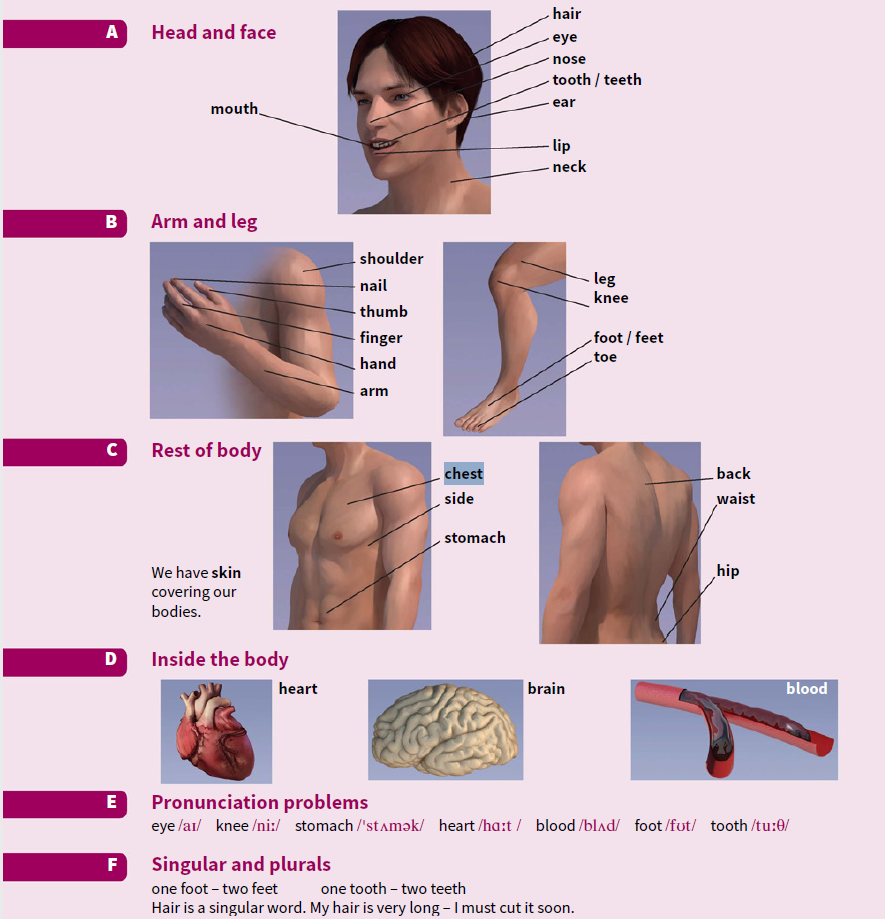 A Head and face
hair
eye
nose
tooth / teeth
ear
mouth
lip
neck
B Arm and leg
shoulder
nail
thumb
finger
hand
arm
leg
knee
foot / feet
toe
C Rest of body
chest
side
stomach
back
waist
hip
We have skin
covering our
bodies.
D Inside the body
heart
brain
blood
E Pronunciation problems
eye /aɪ/ knee /niː/ stomach /ˈstʌmək/ heart /hɑːt / blood /blʌd/ foot /fʊt/ tooth /tuːθ/
F Singular and plurals
one foot – two feet one tooth – two teeth
Hair is a singular word. My hair is very long – I must cut it soon.